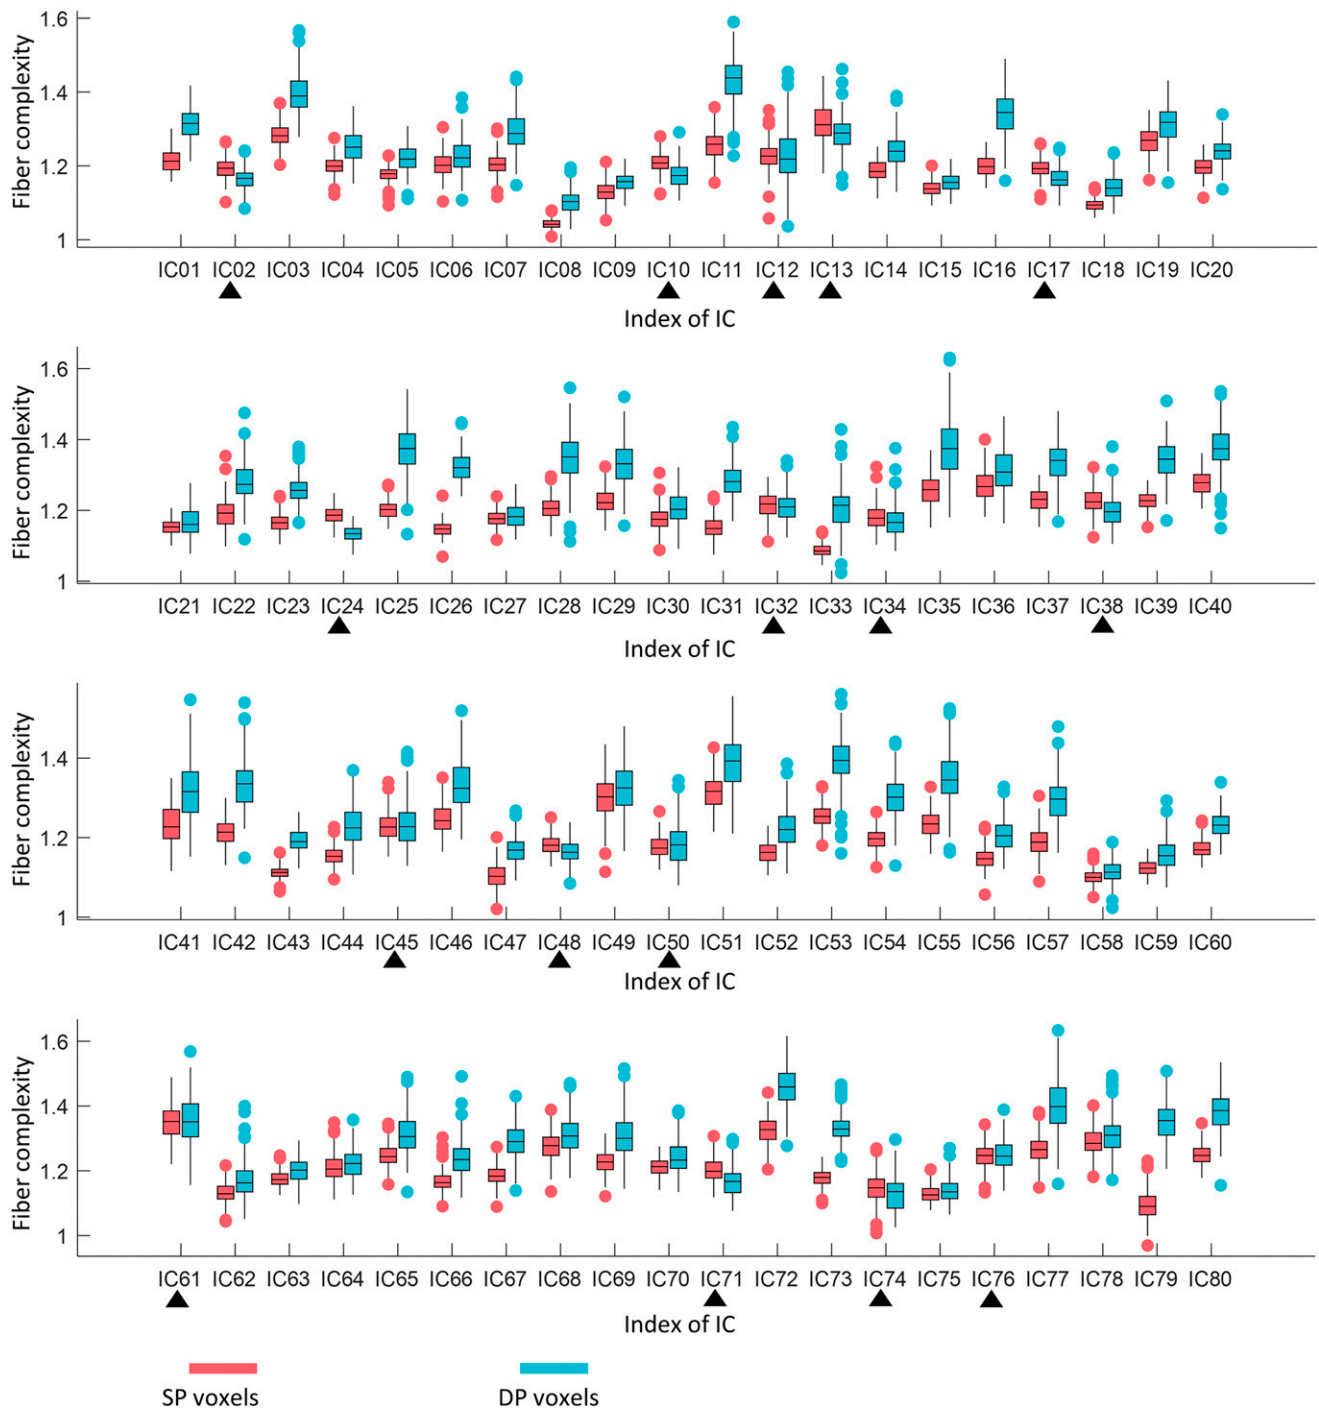 Fiber complexity
1.6
1.4
1.2
1
IC01 IC02 IC03 IC04 IC05 IC06 IC07 IC08 IC09 IC10 IC11 IC12 IC13 IC14 IC15 IC16 IC17 IC18 IC19 IC20
Index of IC
Fiber complexity
1.6
1.4
1.2
1
IC21 IC22 IC23 IC24 IC25 IC26 IC27 IC28 IC29 IC30 IC31 IC32 IC33 IC34 IC35 IC36 IC37 IC38 IC39 IC40
Index of IC
Fiber complexity
1.4
1.2
1
IC41 IC42 IC43 IC44 IC45 IC46 IC47 IC48 IC49 IC50 IC51 IC52 IC53 IC54 IC55 IC56 IC57 IC58 IC59 IC60
Index of IC
Fiber complexity
1.6
1.4
1.2
1
IC61 IC62 IC63 IC64 IC65 IC66 IC67 IC68 IC69 IC70 IC71 IC72 IC73 IC74 IC75 IC76 IC77 IC78 IC79 IC80
Index of IC
SP voxels DP voxels